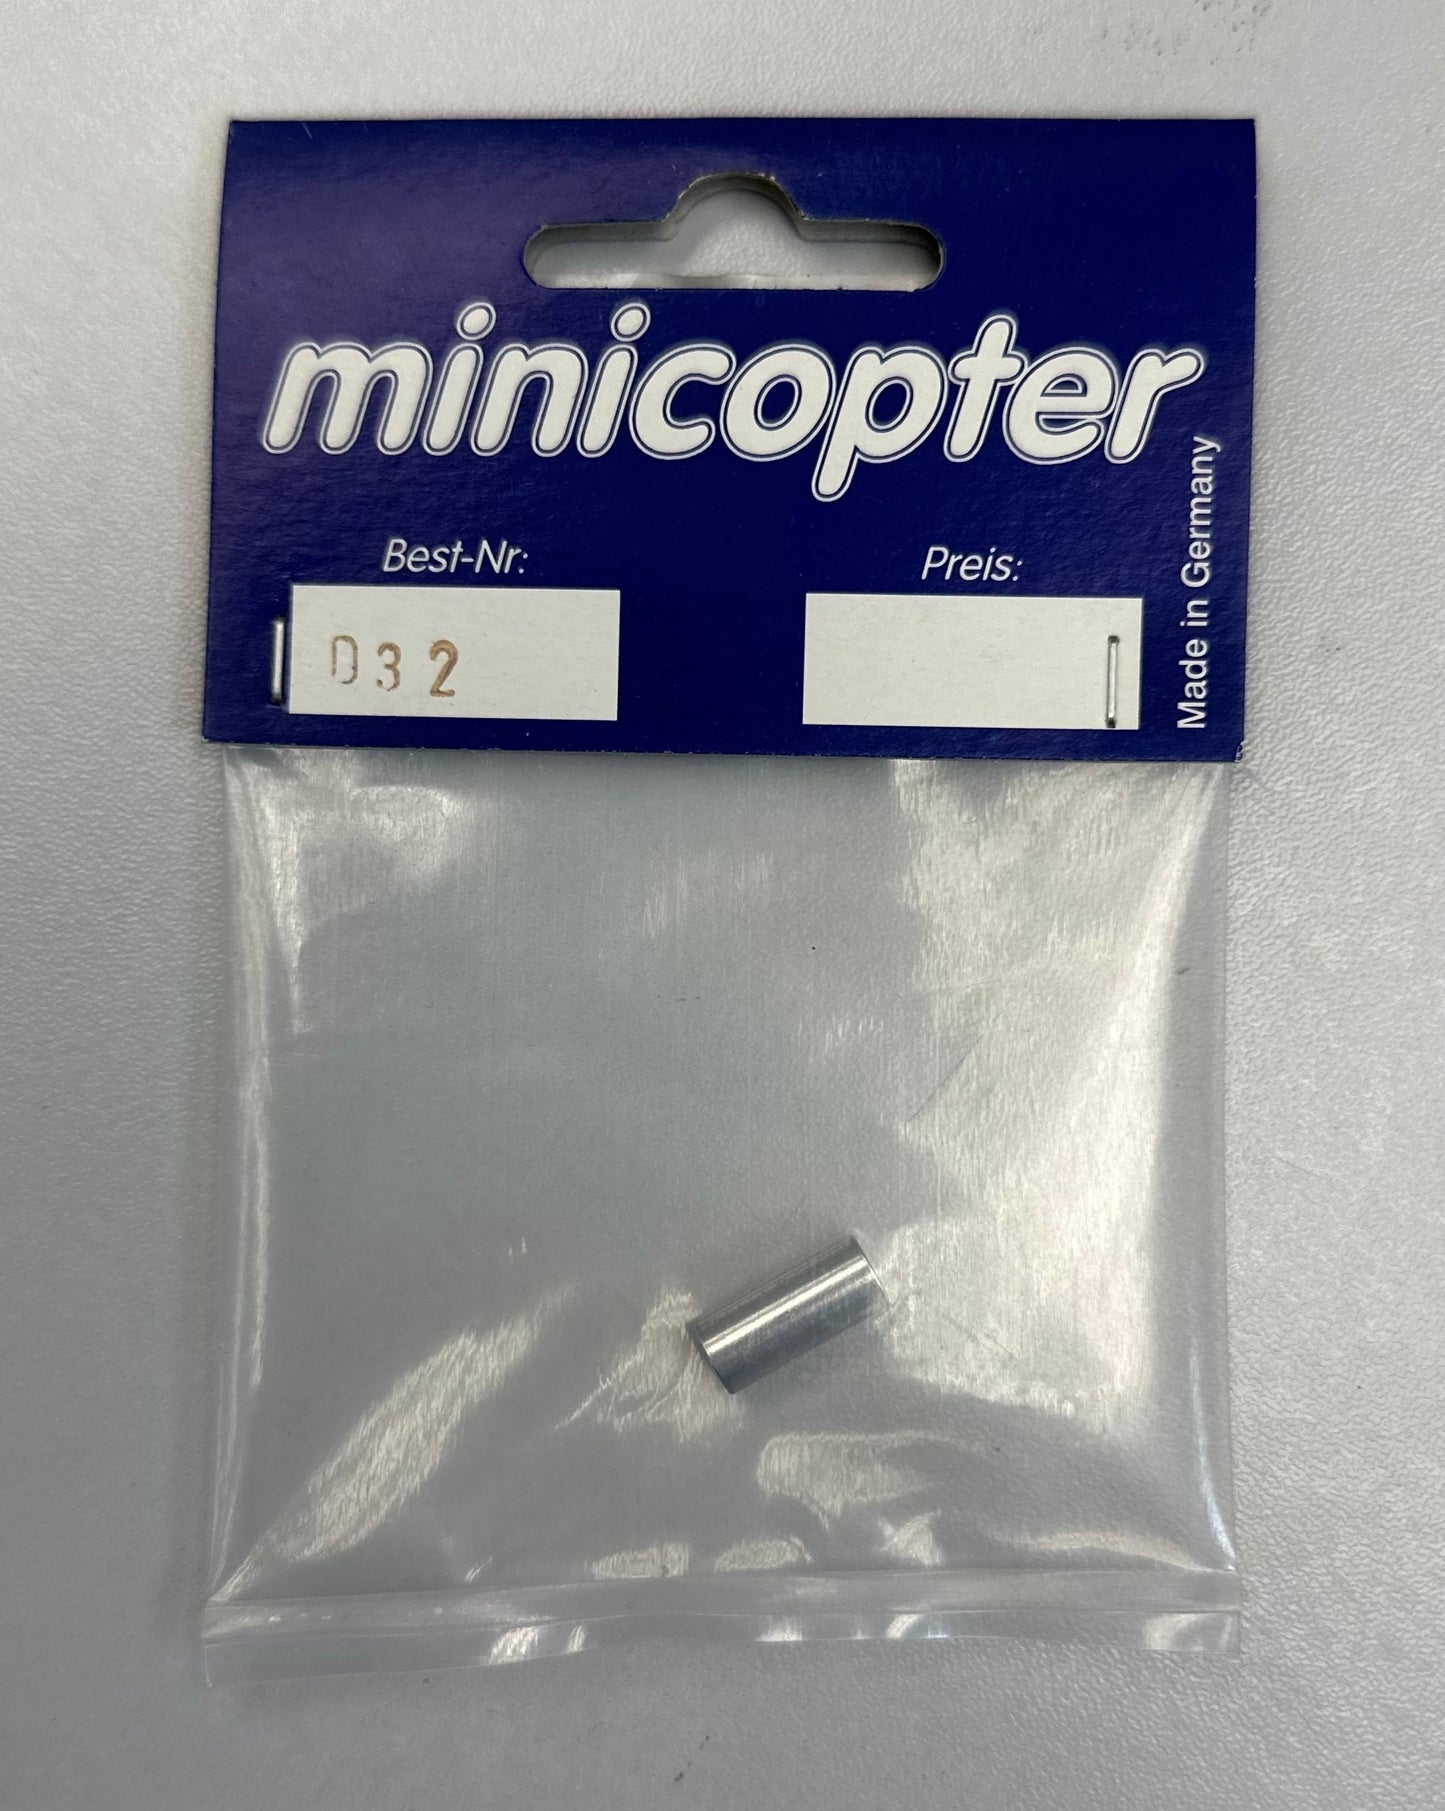 minicopter
Best-Nr:
Preis:
D32
Made in Germany